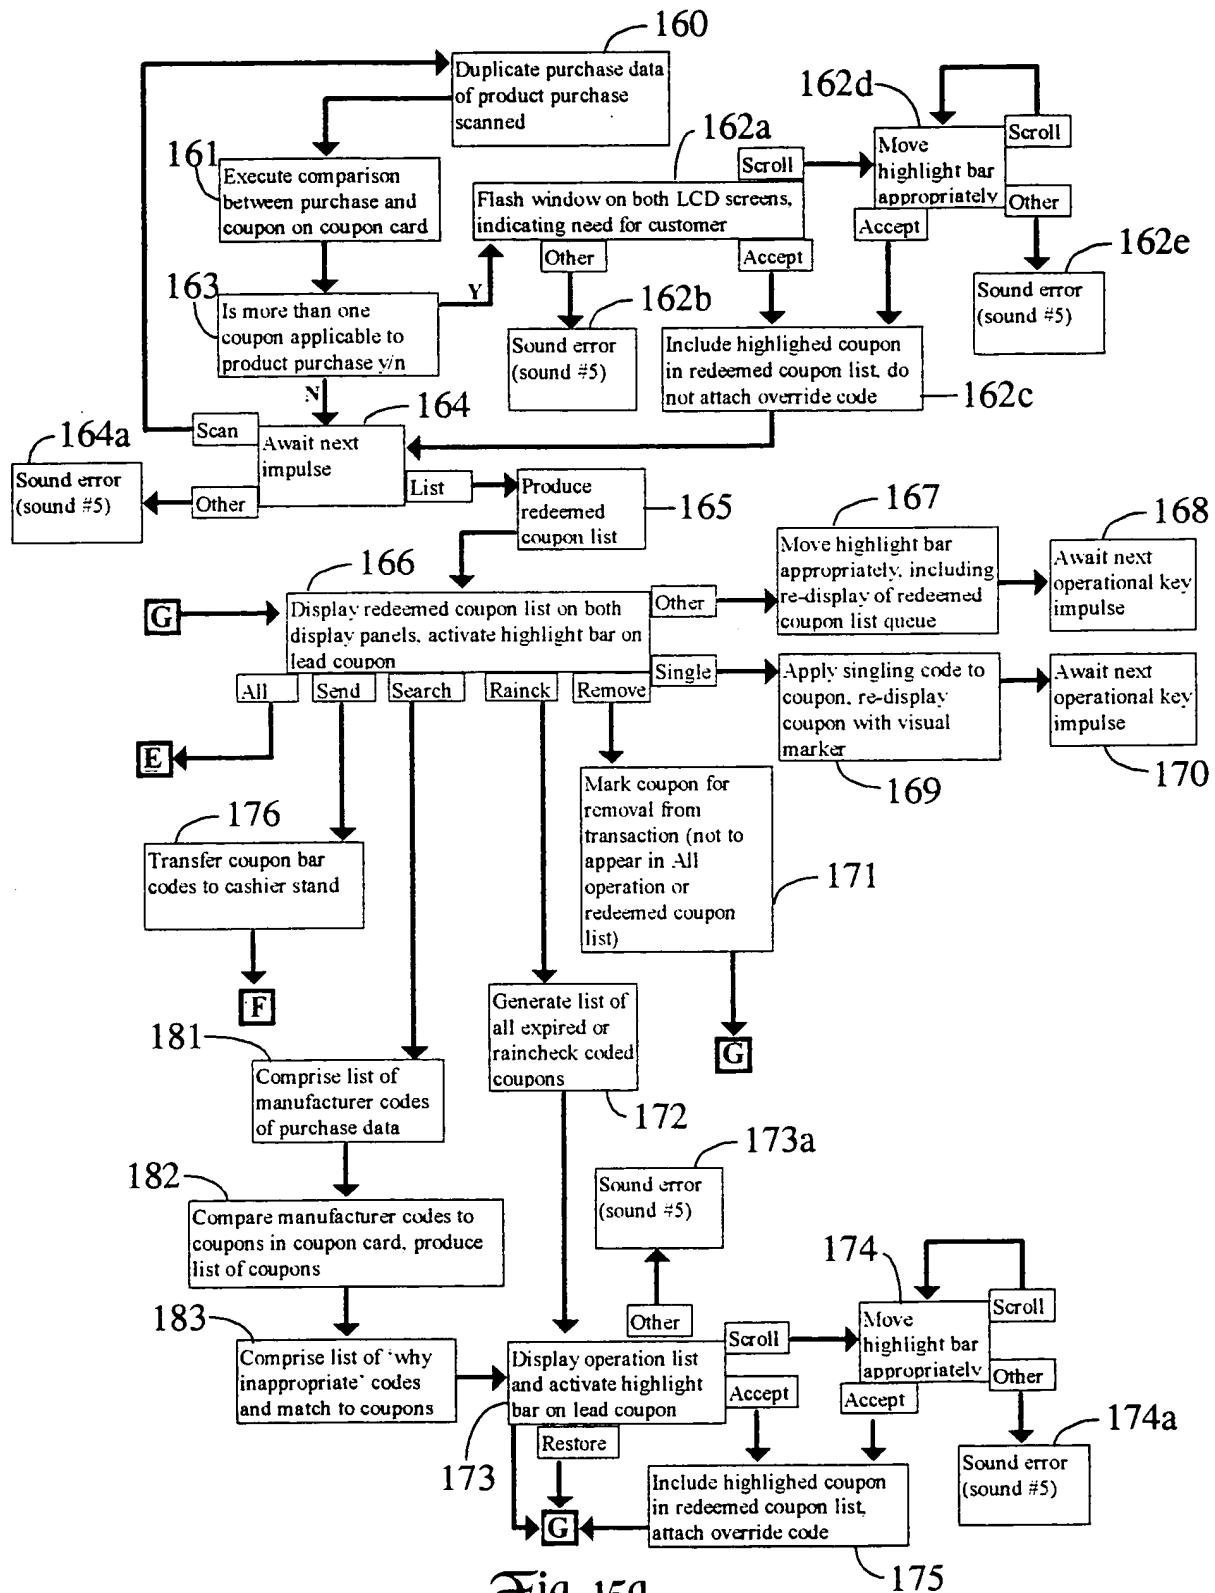 160
Duplicate purchase data
of product purchase
scanned
162d
Scroll
Move
highlight bar
appropriately
Other
Accept
162a
Scroll
161
Execute comparison
between purchase and
coupon on coupon card
Flash window on both LCD screens,
indicating need for customer
Other
Accept
162e
Sound error
(sound #5)
163
Y
Is more than one
coupon applicable to
product purchase y/n
162b
Sound error
(sound #5)
Include highlighed coupon
in redeemed coupon list, do
not attach override code
162c
N
164
164a
Scan
Await next
impulse
Sound error
(sound #5)
Other
List
Produce
redeemed
coupon list
165
167
168
166
Move highlight bar
appropriately, including
re-display of redeemed
coupon list queue
Await next
operational key
impulse
G
Display redeemed coupon list on both
display panels, activate highlight bar on
lead coupon
Other
Single
Apply singling code to
coupon, re-display
coupon with visual
marker
Await next
operational key
impulse
All
Send
Search
Rainck
Remove
E
169
170
Mark coupon for
removal from
transaction (not to
appear in All
operation or
redeemed coupon
list)
171
176
Transfer coupon bar
codes to cashier stand
F
G
Generate list of
all expired or
raincheck coded
coupons
172
181
Comprise list of
manufacturer codes
of purchase data
173a
Sound error
(sound #5)
182
Compare manufacturer codes to
coupons in coupon card, produce
list of coupons
174
Scroll
Move
highlight bar
appropriately
Other
Accept
183
Other
Comprise list of 'why
inappropriate' codes
and match to coupons
Display operation list
and activate highlight
bar on lead coupon
Scroll
Accept
Restore
173
174a
Sound error
(sound #5)
Include highlighed coupon
in redeemed coupon list,
attach override code
G
175
Fig. 15g